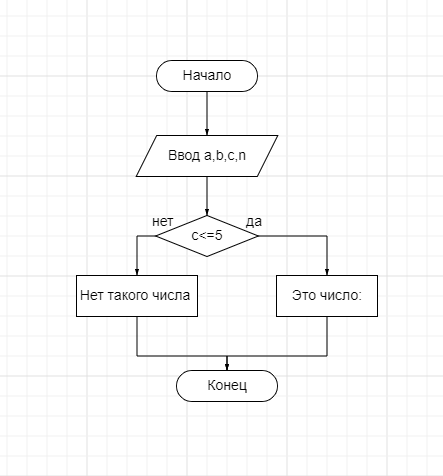 Начало
Ввод a,b,c,n
нет
да
c<=5
Нет такого числа
Это число:
Конец